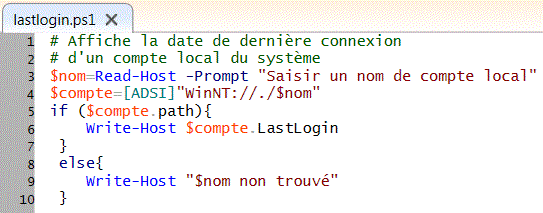 lastlogin.ps1 X
1 # Affiche la date de dernière connexion
2 # d'un compte local du système
3 $nom=Read-Host -Prompt "Saisir un nom de compte local"
4 $compte=[ADSI]"WinNT://./$nom"
5 if ($compte.path){
6 Write-Host $compte.LastLogin
7 }
8 else{
9 Write-Host "$nom non trouvé"
10 }